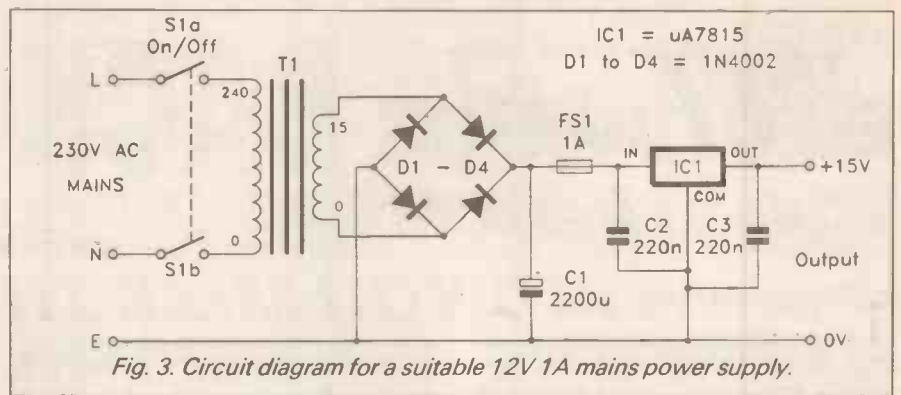 S1a
On/Off
T1
IC1 = uA7815
D1 to D4 = 1N4002
L
240
15
FS1
1A
IN
IC1
OUT
+15V
230V AC
MAINS
D1 - D4
COM
0
0
C2
220n
C3
220n
N
S1b
Output
C1
2200u
E
0V
Fig. 3. Circuit diagram for a suitable 12V 1A mains power supply.